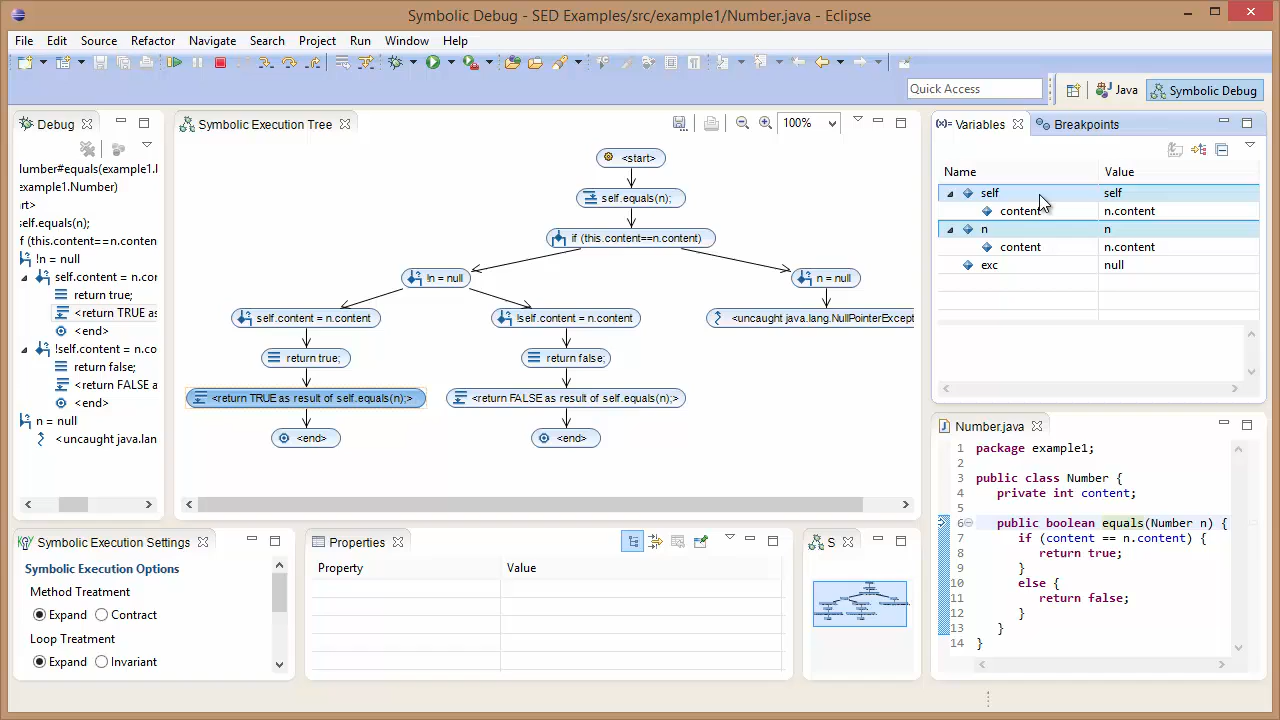 Symbolic Debug - SED Examples/src/example1/Number.java - Eclipse
File Edit Source Refactor Navigate Search Project Run Window Help
Quick Access
Java
Symbolic Debug
Debug
lumber#equals(example1.I
example1.Number)
rt>
self.equals(n);
f (this.content==n.conten
!n = null
self.content = n.cor
return true;
<return TRUE as
<end>
!self.content = n.co
return false;
<return FALSE a
<end>
n = null
<uncaught java.lan
Symbolic Execution Tree
100%
<start>
self.equals(n);
if (this.content==n.content)
!n = null
n = null
self.content = n.content
!self.content = n.content
<uncaught java.lang.NullPointerExcept
return true;
return false;
<return TRUE as result of self.equals(n);>
<return FALSE as result of self.equals(n);>
<end>
<end>
(x)= Variables
Breakpoints
Name Value
self self
content n.content
n n
content n.content
exc null
Number.java
1 package example1;
2
3 public class Number {
4 private int content;
5
6 public boolean equals(Number n) {
7 if (content == n.content) {
8 return true;
9 }
10 else {
11 return false;
12 }
13 }
14 }
Symbolic Execution Settings
Symbolic Execution Options
Method Treatment
Expand Contract
Loop Treatment
Expand Invariant
Properties
Property Value
S